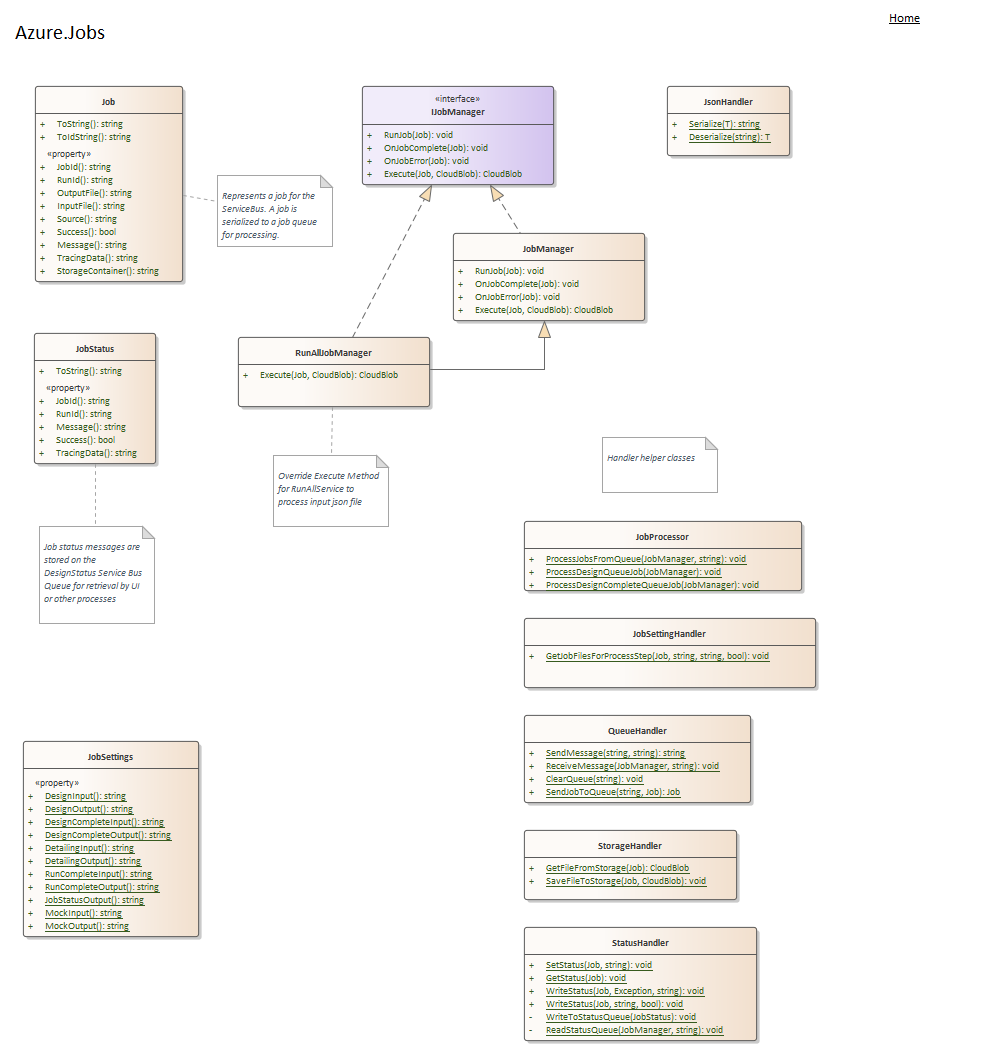 Home
Azure.Jobs
Job
+ ToString(): string
+ ToIdString(): string
«property»
+ JobId(): string
+ RunId(): string
+ OutputFile(): string
+ InputFile(): string
+ Source(): string
+ Success(): bool
+ Message(): string
+ TracingData(): string
+ StorageContainer(): string
Represents a job for the
ServiceBus. A job is
serialized to a job queue
for processing.
«interface»
IJobManager
+ RunJob(Job): void
+ OnJobComplete(Job): void
+ OnJobError(Job): void
+ Execute(Job, CloudBlob): CloudBlob
JsonHandler
+ Serialize(T): string
+ Deserialize(string): T
JobManager
+ RunJob(Job): void
+ OnJobComplete(Job): void
+ OnJobError(Job): void
+ Execute(Job, CloudBlob): CloudBlob
RunAllJobManager
+ Execute(Job, CloudBlob): CloudBlob
JobStatus
+ ToString(): string
«property»
+ JobId(): string
+ RunId(): string
+ Message(): string
+ Success(): bool
+ TracingData(): string
Override Execute Method
for RunAllService to
process input json file
Handler helper classes
Job status messages are
stored on the
DesignStatus Service Bus
Queue for retrieval by UI
or other processes
JobProcessor
+ ProcessJobsFromQueue(JobManager, string): void
+ ProcessDesignQueueJob(JobManager): void
+ ProcessDesignCompleteQueueJob(JobManager): void
JobSettingHandler
+ GetJobFilesForProcessStep(Job, string, string, bool): void
QueueHandler
+ SendMessage(string, string): string
+ ReceiveMessage(JobManager, string): void
+ ClearQueue(string): void
+ SendJobToQueue(string, Job): Job
JobSettings
«property»
+ DesignInput(): string
+ DesignOutput(): string
+ DesignCompleteInput(): string
+ DesignCompleteOutput(): string
+ DetailingInput(): string
+ DetailingOutput(): string
+ RunCompleteInput(): string
+ RunCompleteOutput(): string
+ JobStatusOutput(): string
+ MockInput(): string
+ MockOutput(): string
StorageHandler
+ GetFileFromStorage(Job): CloudBlob
+ SaveFileToStorage(Job, CloudBlob): void
StatusHandler
+ SetStatus(Job, string): void
+ GetStatus(Job): void
+ WriteStatus(Job, Exception, string): void
+ WriteStatus(Job, string, bool): void
- WriteToStatusQueue(JobStatus): void
- ReadStatusQueue(JobManager, string): void